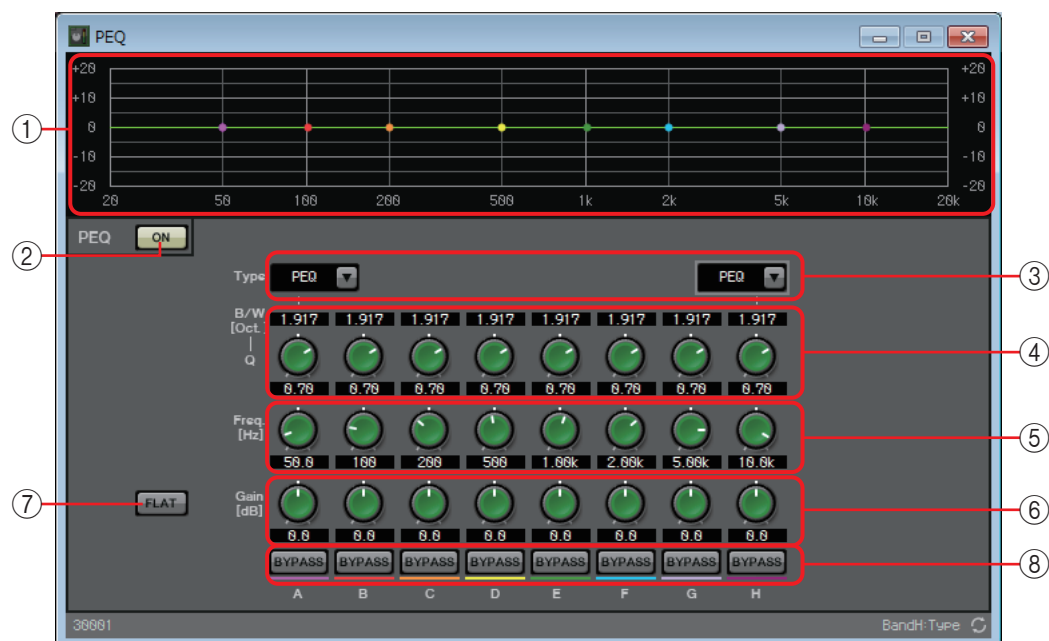 PEQ
+20 +20
① +10 +10
0 0
-10 -10
-20 -20
20 50 100 200 500 1k 2k 5k 10k 20k
② PEQ ON
Type PEQ PEQ ③
B/W 1.917 1.917 1.917 1.917 1.917 1.917 1.917 1.917
[Oct.]
④
Q
0.70 0.70 0.70 0.70 0.70 0.70 0.70 0.70
Freq.
[Hz] ⑤
50.0 100 200 500 1.00k 2.00k 5.00k 10.0k
⑦ FLAT Gain ⑥
[dB]
0.0 0.0 0.0 0.0 0.0 0.0 0.0 0.0
BYPASS BYPASS BYPASS BYPASS BYPASS BYPASS BYPASS BYPASS ⑧
A B C D E F G H
30001 BandH:Type